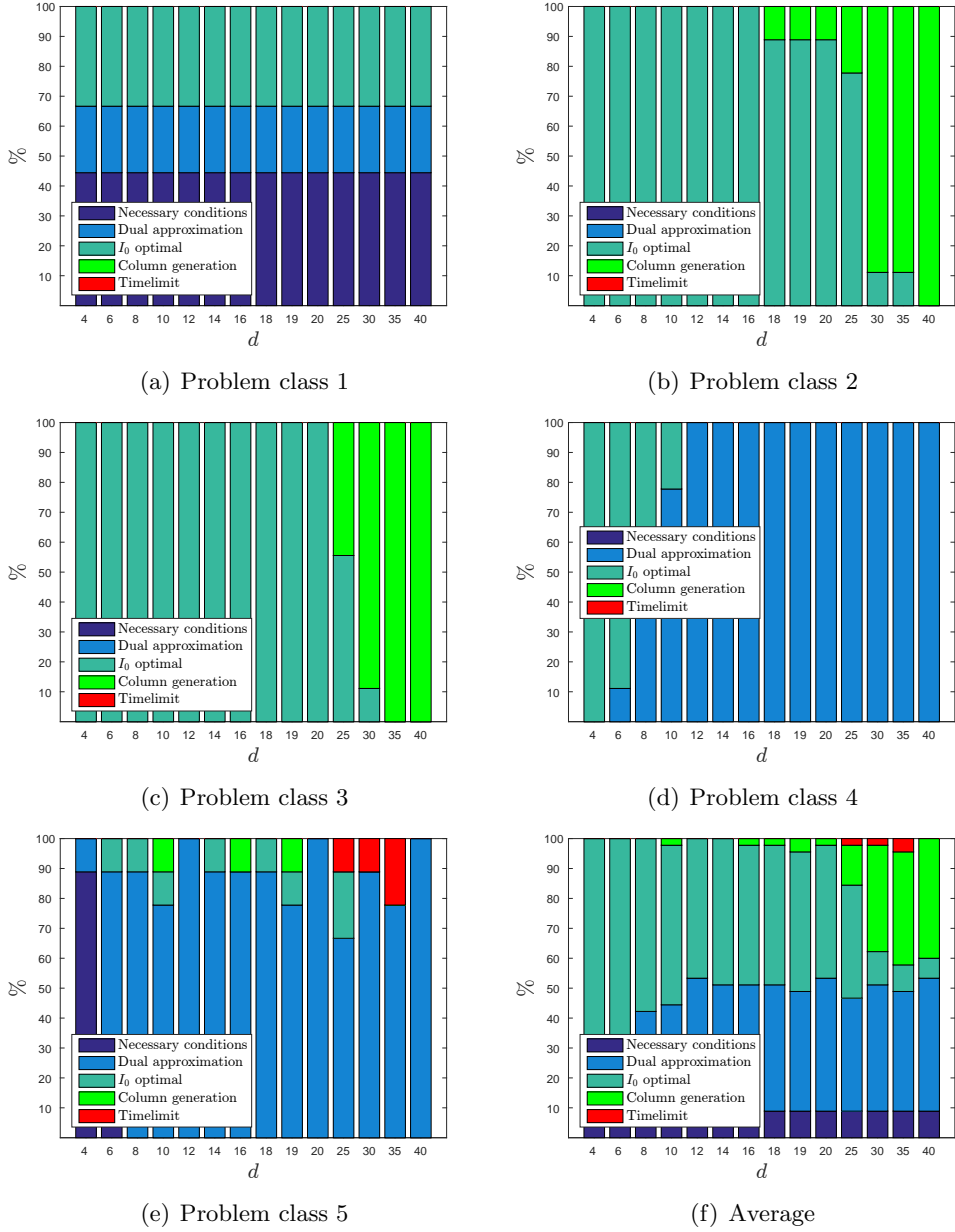 100
90
80
70
60
50
40
30
20
10
%
Necessary conditions
Dual approximation
I0 optimal
Column generation
Timelimit
4 6 8 10 12 14 16 18 19 20 25 30 35 40
d
(a) Problem class 1
100
90
80
70
60
50
40
30
20
10
%
Necessary conditions
Dual approximation
I0 optimal
Column generation
Timelimit
4 6 8 10 12 14 16 18 19 20 25 30 35 40
d
(b) Problem class 2
100
90
80
70
60
50
40
30
20
10
%
Necessary conditions
Dual approximation
I0 optimal
Column generation
Timelimit
4 6 8 10 12 14 16 18 19 20 25 30 35 40
d
(c) Problem class 3
100
90
80
70
60
50
40
30
20
10
%
Necessary conditions
Dual approximation
I0 optimal
Column generation
Timelimit
4 6 8 10 12 14 16 18 19 20 25 30 35 40
d
(d) Problem class 4
100
90
80
70
60
50
40
30
20
10
%
Necessary conditions
Dual approximation
I0 optimal
Column generation
Timelimit
4 6 8 10 12 14 16 18 19 20 25 30 35 40
d
(e) Problem class 5
100
90
80
70
60
50
40
30
20
10
%
Necessary conditions
Dual approximation
I0 optimal
Column generation
Timelimit
4 6 8 10 12 14 16 18 19 20 25 30 35 40
d
(f) Average